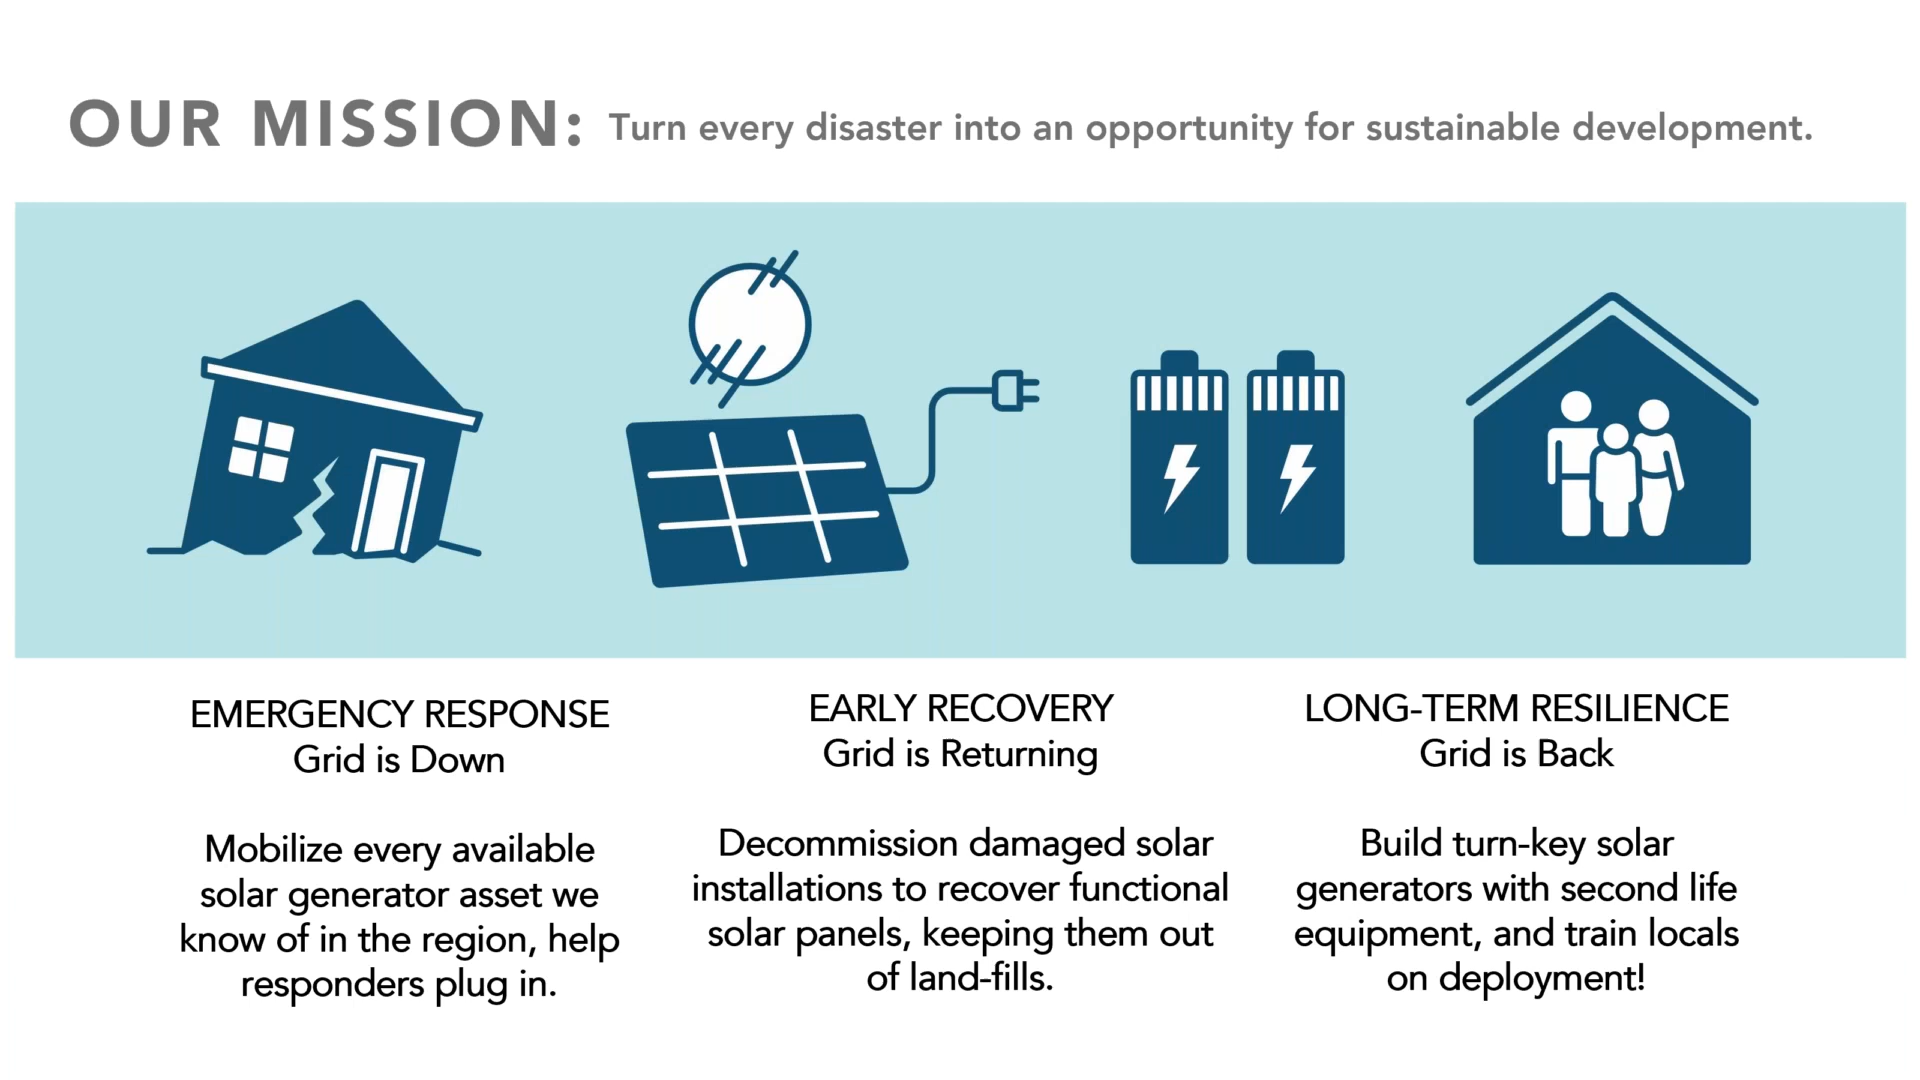 OUR MISSION: Turn every disaster into an opportunity for sustainable development.
EMERGENCY RESPONSE
Grid is Down
Mobilize every available
solar generator asset we
know of in the region, help
responders plug in.
EARLY RECOVERY
Grid is Returning
Decommission damaged solar
installations to recover functional
solar panels, keeping them out
of land-fills.
LONG-TERM RESILIENCE
Grid is Back
Build turn-key solar
generators with second life
equipment, and train locals
on deployment!